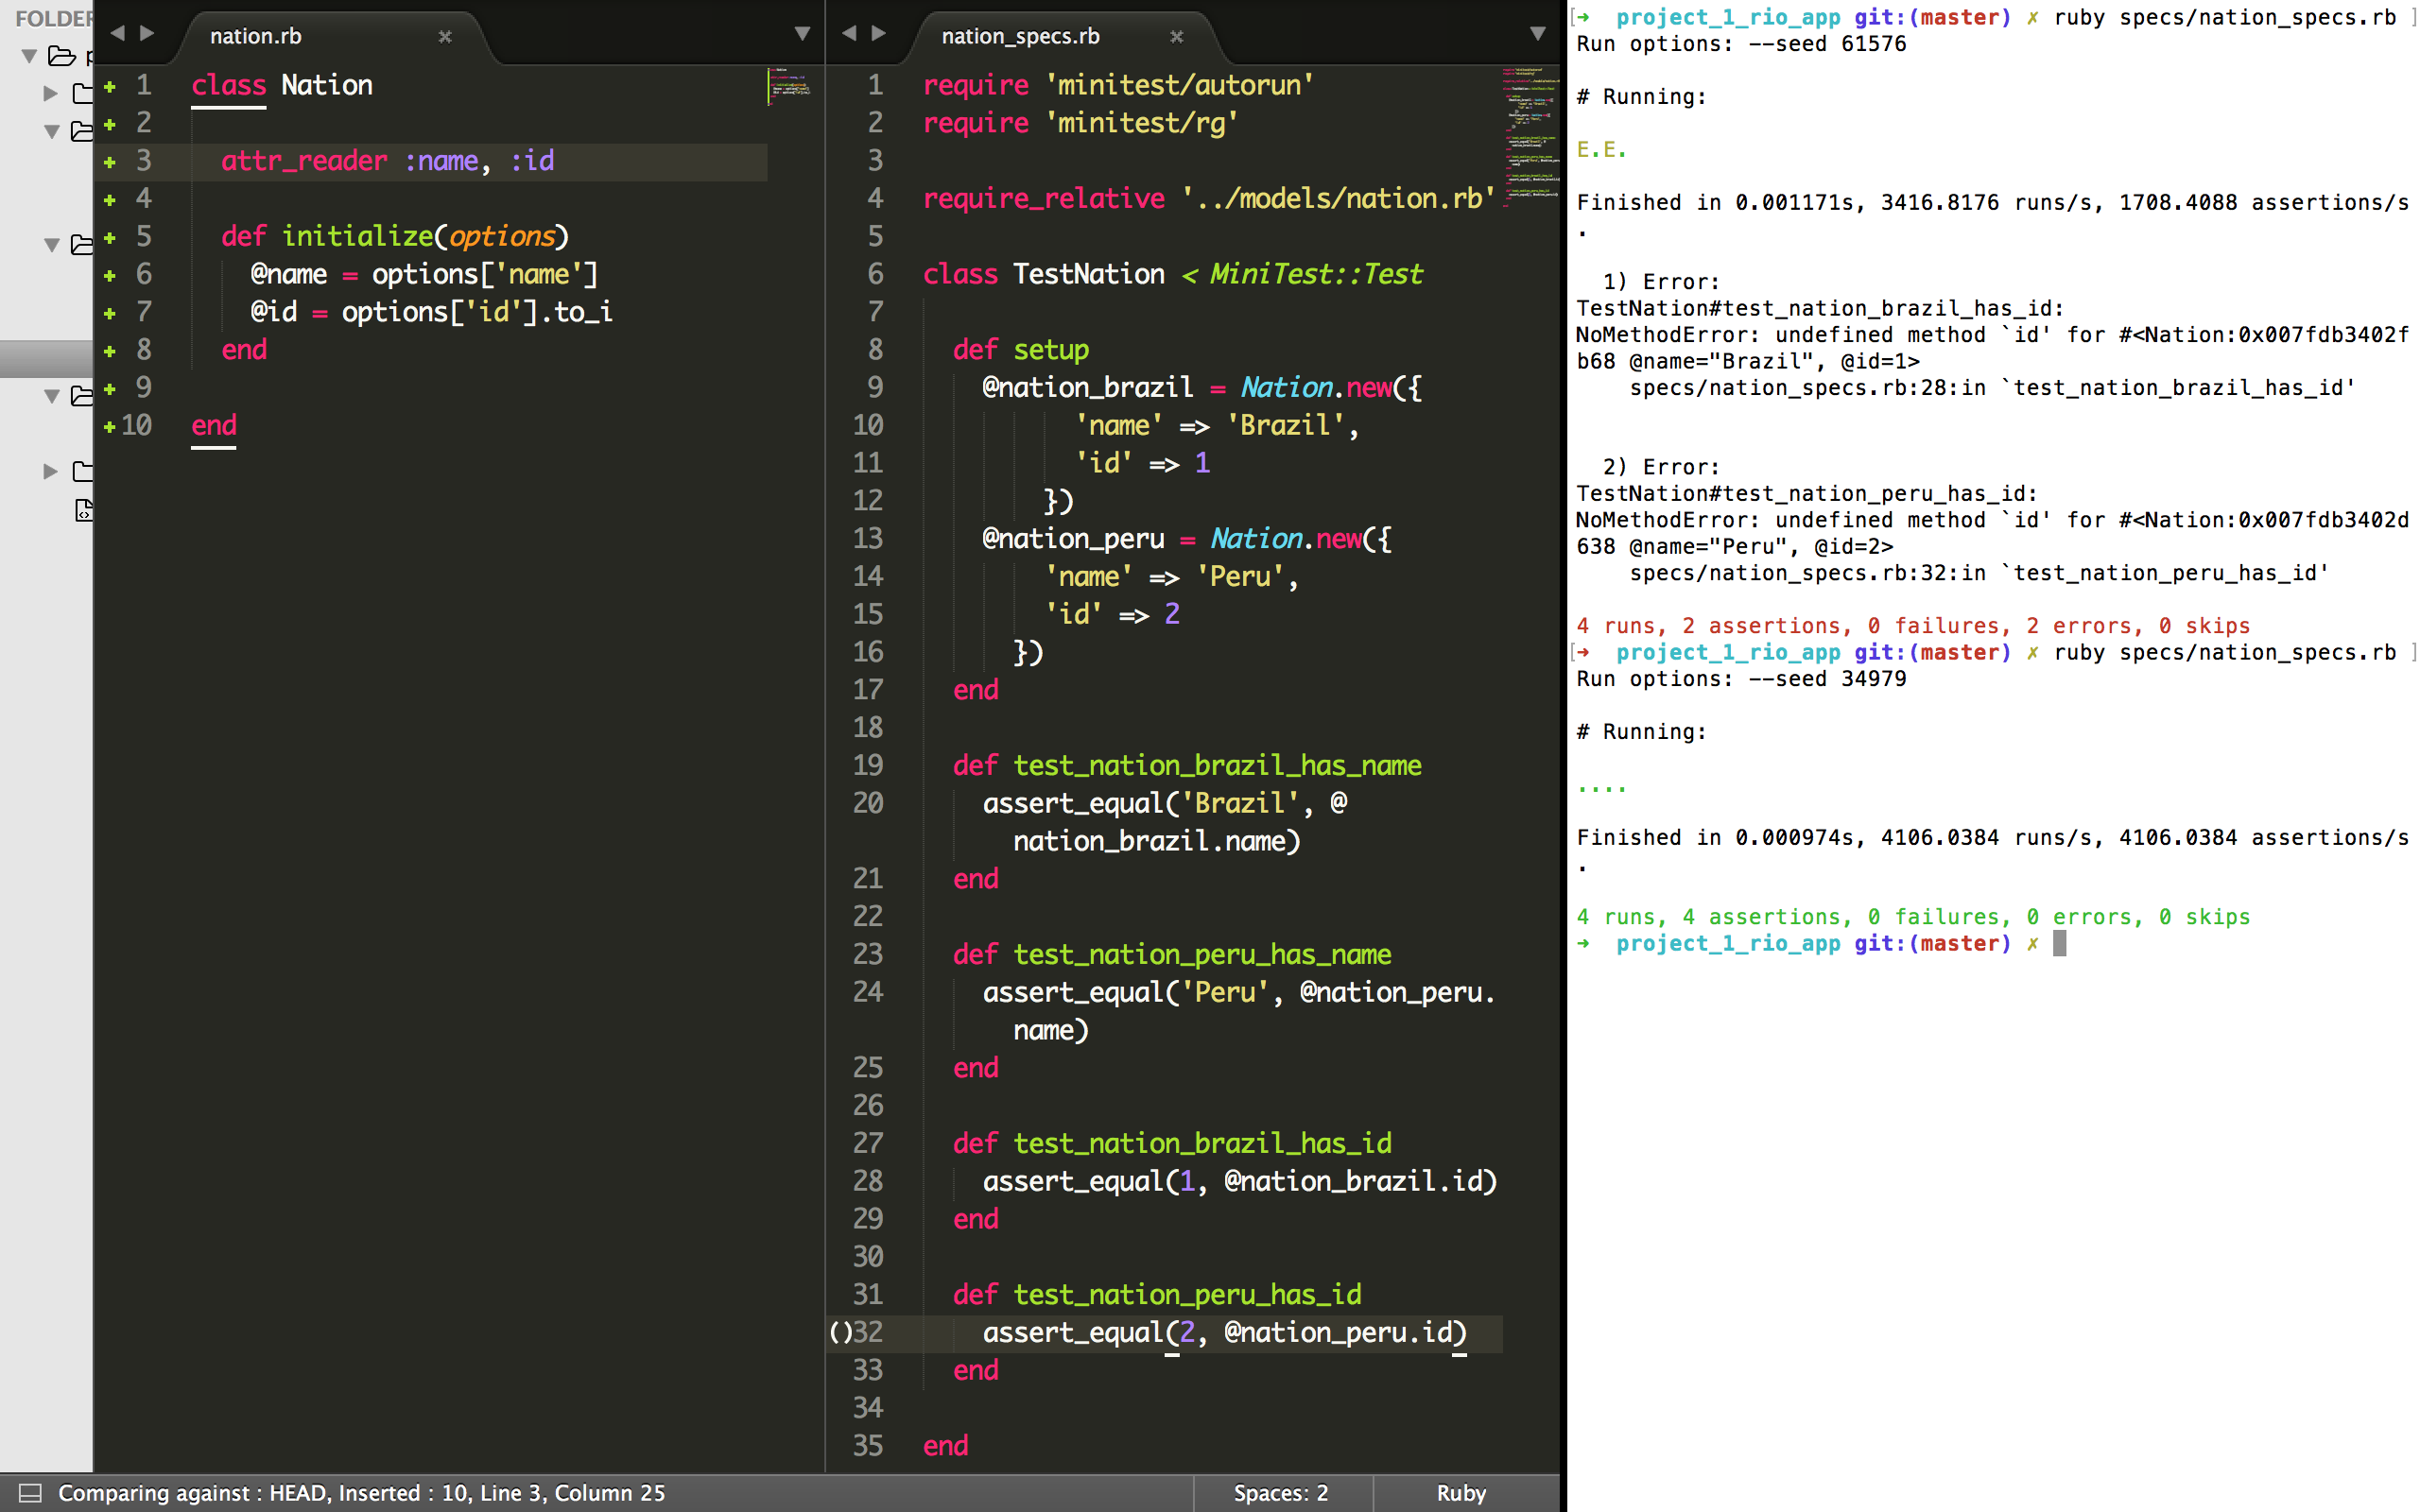 FOLDER
p
nation.rb
1 class Nation
2
3 attr_reader :name, :id
4
5 def initialize(options)
6 @name = options['name']
7 @id = options['id'].to_i
8 end
9
10 end
nation_specs.rb
1 require 'minitest/autorun'
2 require 'minitest/rg'
3
4 require_relative '../models/nation.rb'
5
6 class TestNation < MiniTest::Test
7
8 def setup
9 @nation_brazil = Nation.new({
10 'name' => 'Brazil',
11 'id' => 1
12 })
13 @nation_peru = Nation.new({
14 'name' => 'Peru',
15 'id' => 2
16 })
17 end
18
19 def test_nation_brazil_has_name
20 assert_equal('Brazil', @
nation_brazil.name)
21 end
22
23 def test_nation_peru_has_name
24 assert_equal('Peru', @nation_peru.
name)
25 end
26
27 def test_nation_brazil_has_id
28 assert_equal(1, @nation_brazil.id)
29 end
30
31 def test_nation_peru_has_id
()32 assert_equal(2, @nation_peru.id)
33 end
34
35 end
[➜ project_1_rio_app git:(master) ✗ ruby specs/nation_specs.rb ]
Run options: --seed 61576
# Running:
E.E.
Finished in 0.001171s, 3416.8176 runs/s, 1708.4088 assertions/s
.
1) Error:
TestNation#test_nation_brazil_has_id:
NoMethodError: undefined method `id' for #<Nation:0x007fdb3402f
b68 @name="Brazil", @id=1>
specs/nation_specs.rb:28:in `test_nation_brazil_has_id'
2) Error:
TestNation#test_nation_peru_has_id:
NoMethodError: undefined method `id' for #<Nation:0x007fdb3402d
638 @name="Peru", @id=2>
specs/nation_specs.rb:32:in `test_nation_peru_has_id'
4 runs, 2 assertions, 0 failures, 2 errors, 0 skips
[➜ project_1_rio_app git:(master) ✗ ruby specs/nation_specs.rb ]
Run options: --seed 34979
# Running:
....
Finished in 0.000974s, 4106.0384 runs/s, 4106.0384 assertions/s
.
4 runs, 4 assertions, 0 failures, 0 errors, 0 skips
➜ project_1_rio_app git:(master) ✗
Comparing against : HEAD, Inserted : 10, Line 3, Column 25
Spaces: 2
Ruby